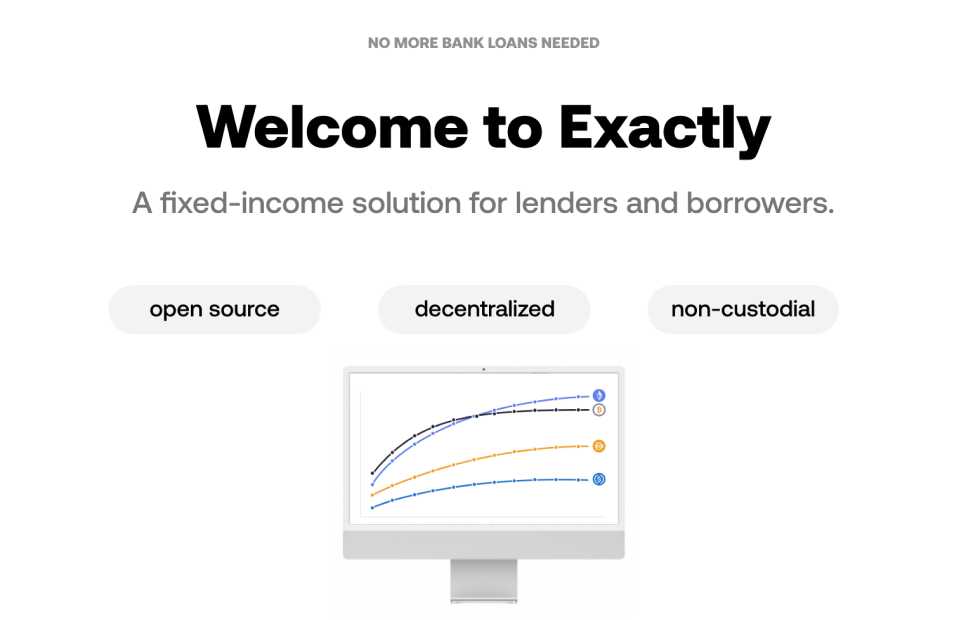 NO MORE BANK LOANS NEEDED
Welcome to Exactly
A fixed-income solution for lenders and borrowers.
open source
decentralized
non-custodial